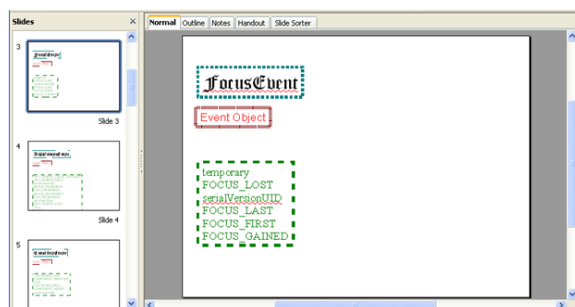 Slides
Normal Outline Notes Handout Slide Sorter
3
Slide 3
4
Slide 4
5
FocusEvent
Event Object
temporary
FOCUS_LOST
serialVersionUID
FOCUS_LAST
FOCUS_FIRST
FOCUS_GAINED